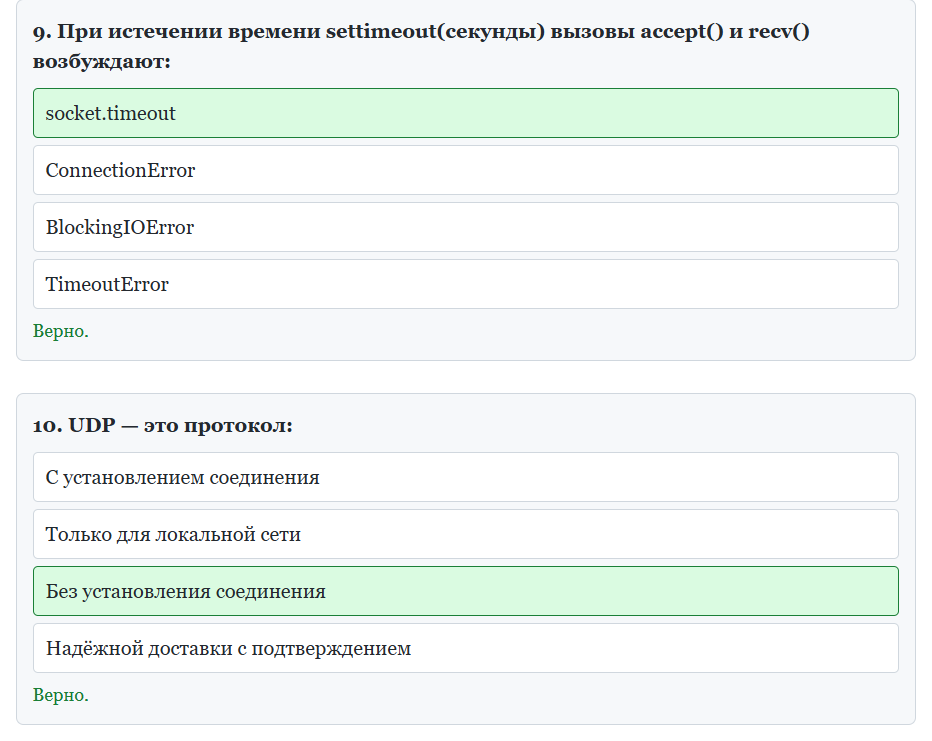 9. При истечении времени settimeout(секунды) вызовы accept() и recv()
возбуждают:
socket.timeout
ConnectionError
BlockingIOError
TimeoutError
Верно.
10. UDP — это протокол:
С установлением соединения
Только для локальной сети
Без установления соединения
Надёжной доставки с подтверждением
Верно.